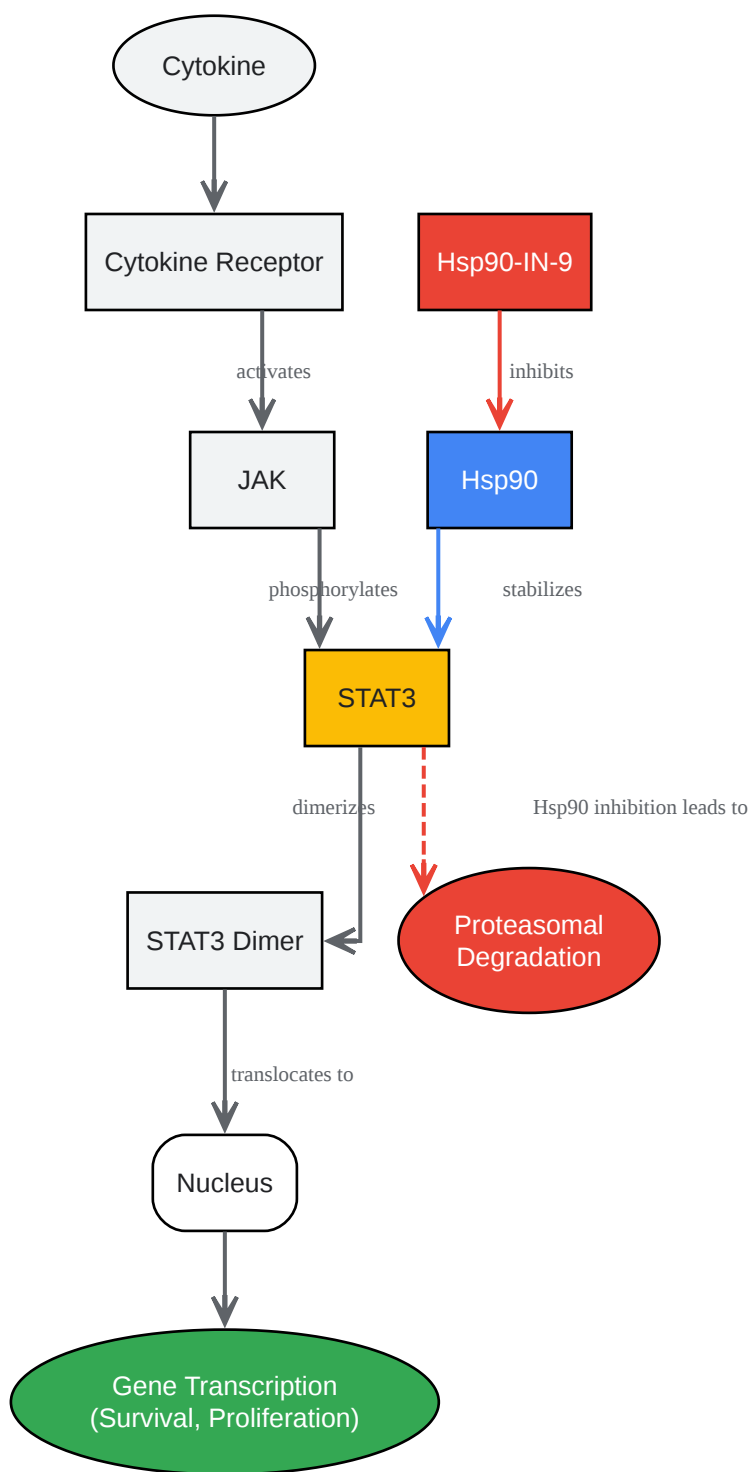 Cytokine
Cytokine Receptor
Hsp90-IN-9
activates
inhibits
JAK
Hsp90
phosphorylates
stabilizes
STAT3
dimerizes
Hsp90 inhibition leads to
STAT3 Dimer
Proteasomal
Degradation
translocates to
Nucleus
Gene Transcription
(Survival, Proliferation)